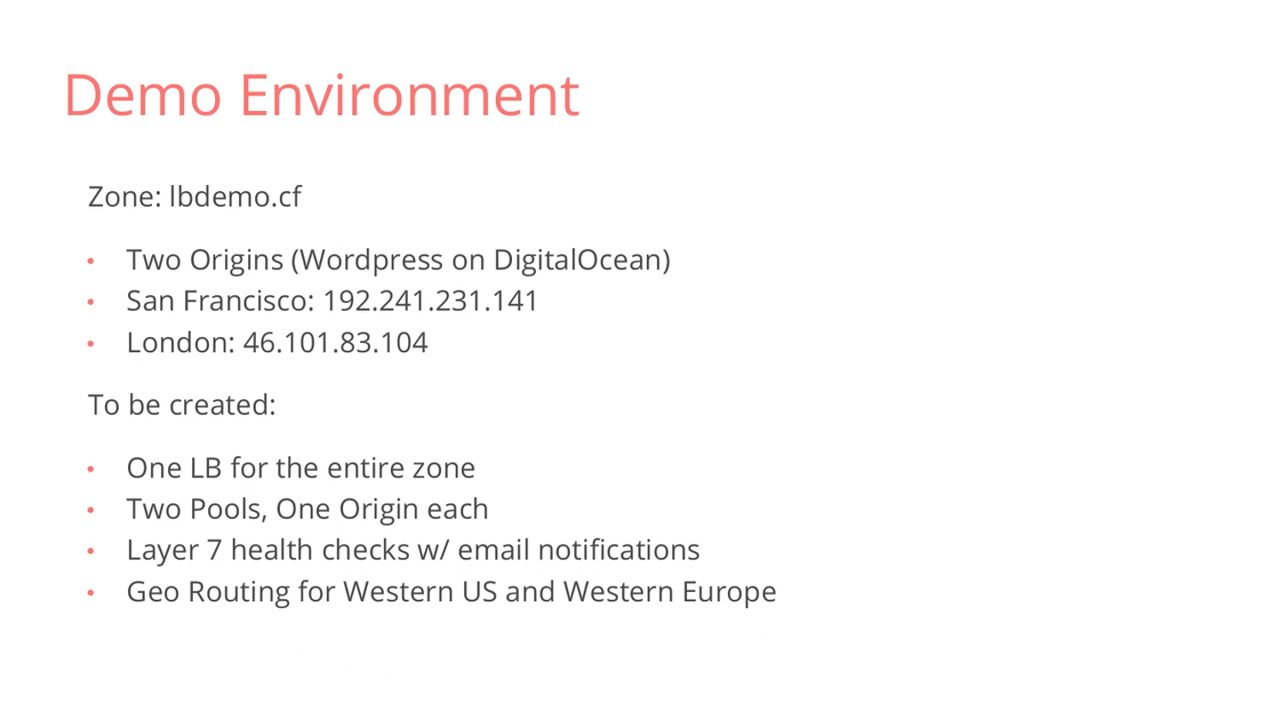 Demo Environment
Zone: lbdemo.cf
• Two Origins (Wordpress on DigitalOcean)
• San Francisco: 192.241.231.141
• London: 46.101.83.104
To be created:
• One LB for the entire zone
• Two Pools, One Origin each
• Layer 7 health checks w/ email notifications
• Geo Routing for Western US and Western Europe